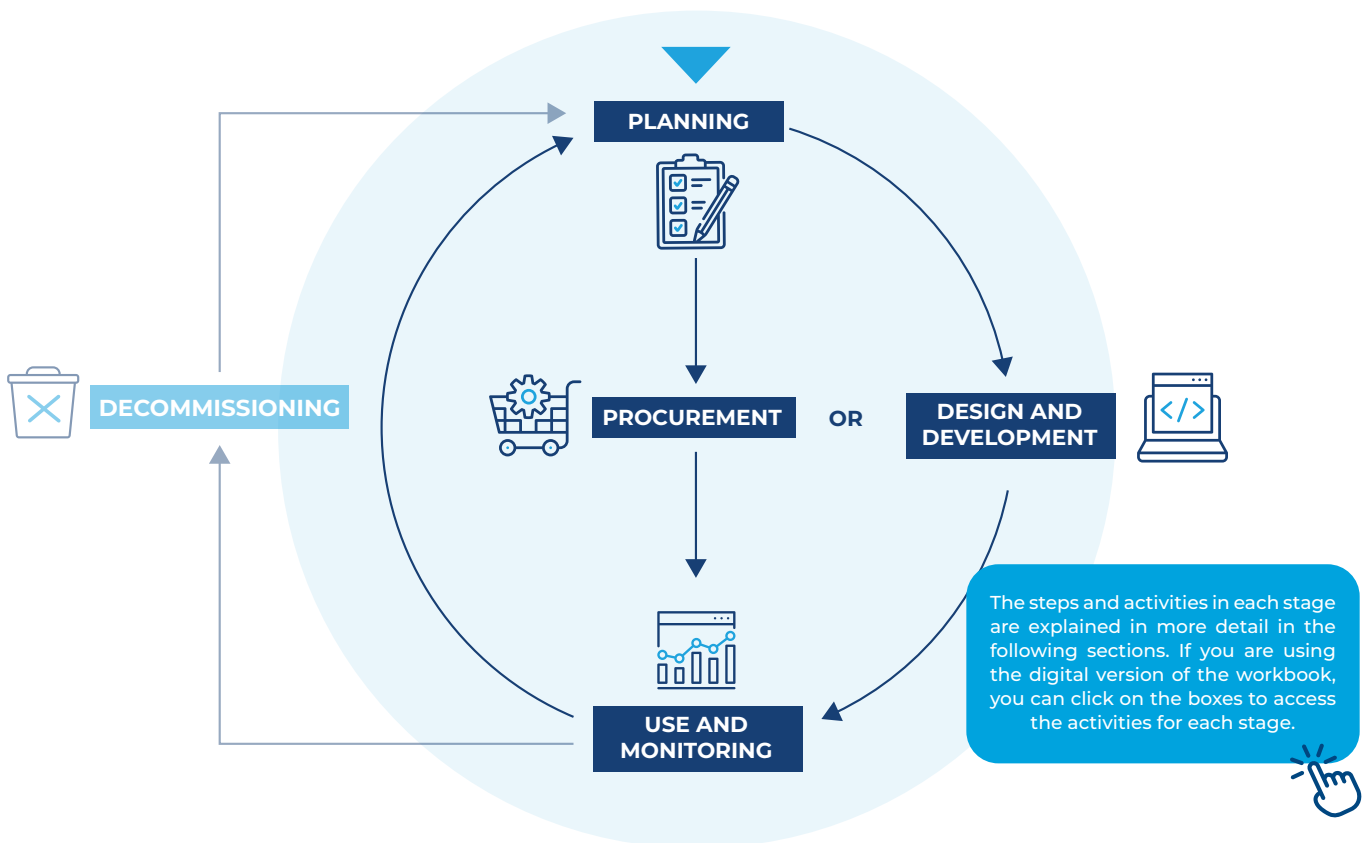 PLANNING
DECOMMISSIONING
PROCUREMENT
OR
DESIGN AND
DEVELOPMENT
USE AND
MONITORING
The steps and activities in each stage
are explained in more detail in the
following sections. If you are using
the digital version of the workbook,
you can click on the boxes to access
the activities for each stage.